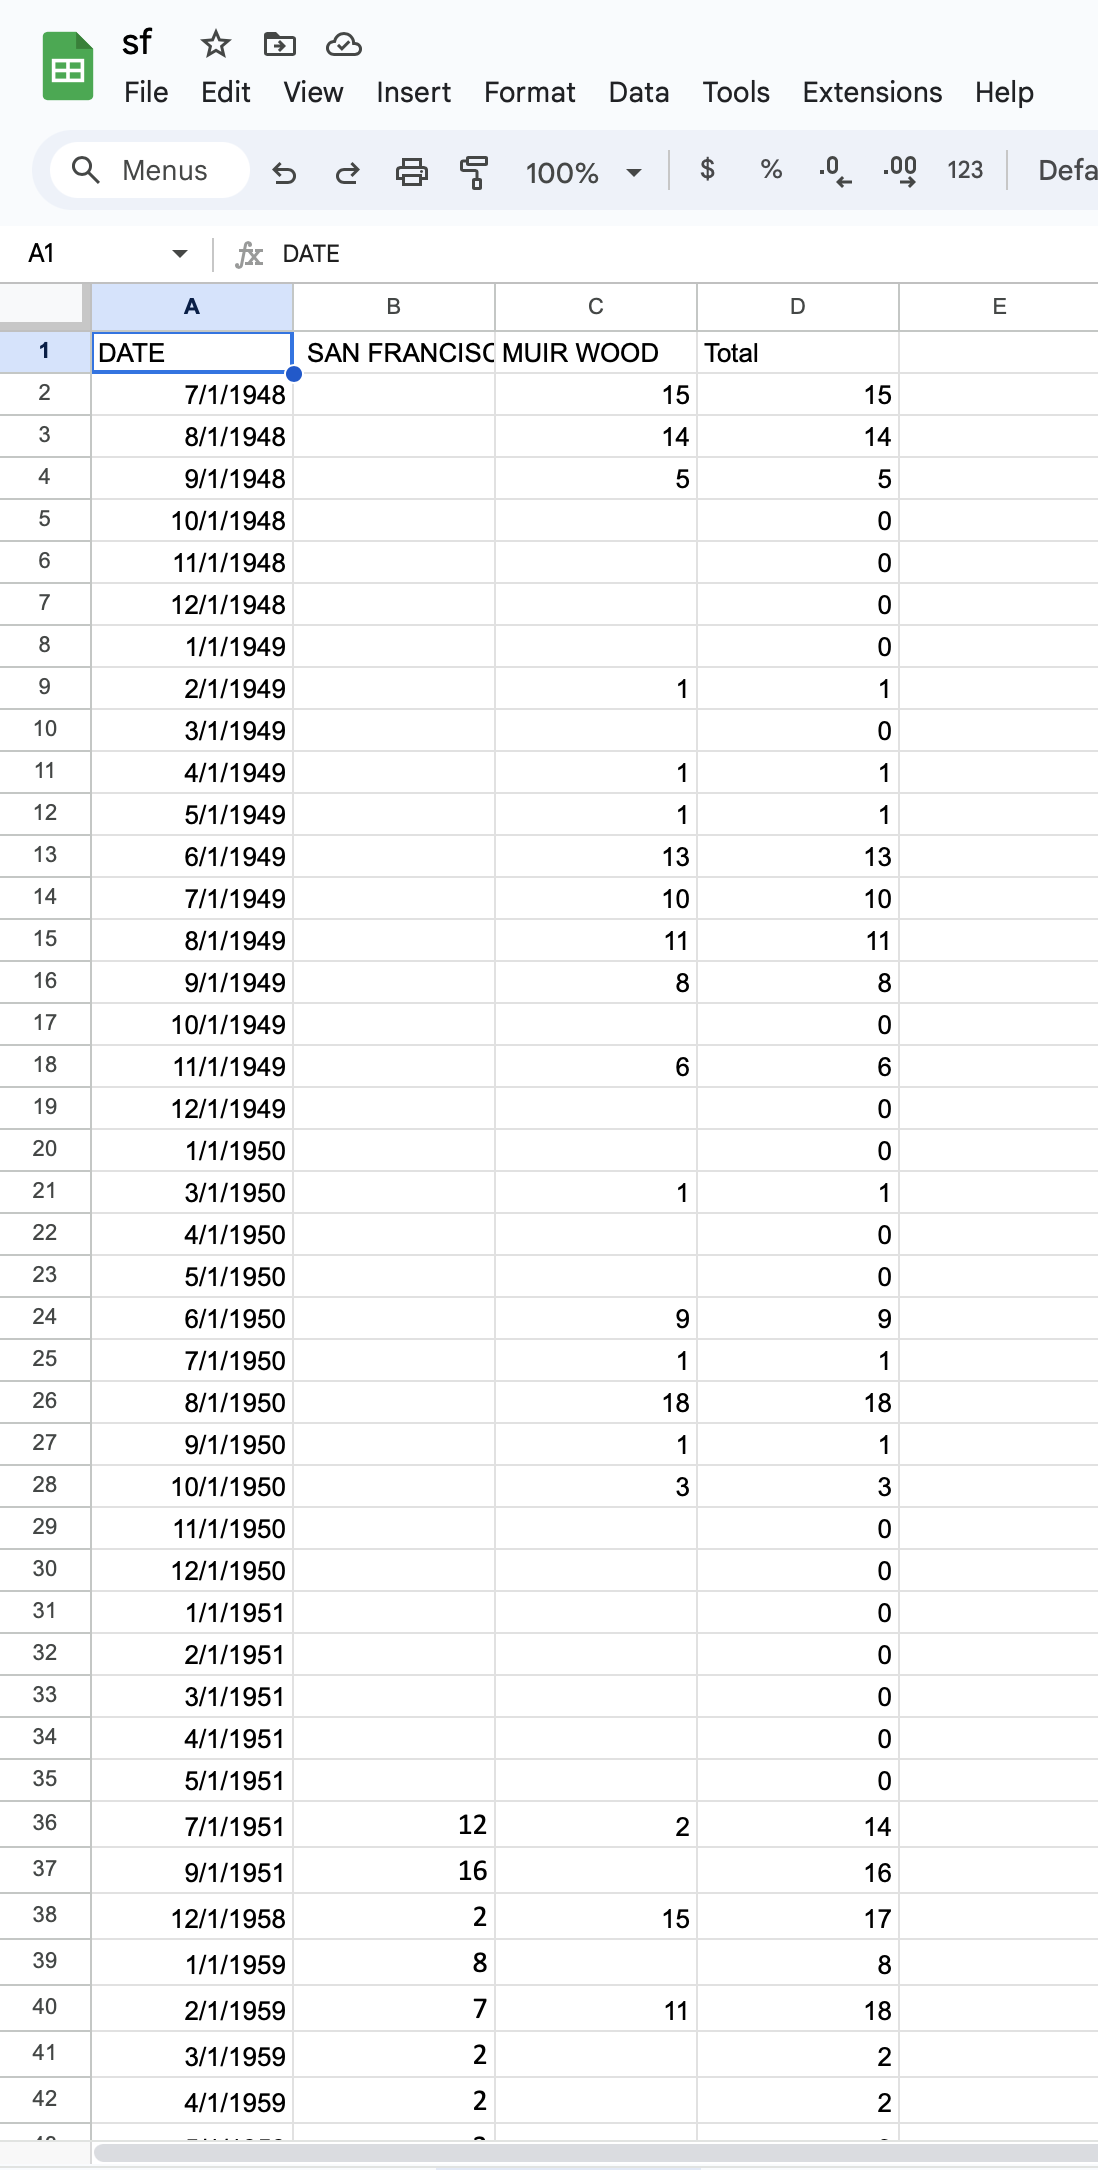 sf
File Edit View Insert Format Data Tools Extensions Help
Menus 100% $ % .0 .00 123 Defa
A1 fx DATE
A B C D E
1 DATE SAN FRANCISC MUIR WOOD Total
2 7/1/1948 15 15
3 8/1/1948 14 14
4 9/1/1948 5 5
5 10/1/1948 0
6 11/1/1948 0
7 12/1/1948 0
8 1/1/1949 0
9 2/1/1949 1 1
10 3/1/1949 0
11 4/1/1949 1 1
12 5/1/1949 1 1
13 6/1/1949 13 13
14 7/1/1949 10 10
15 8/1/1949 11 11
16 9/1/1949 8 8
17 10/1/1949 0
18 11/1/1949 6 6
19 12/1/1949 0
20 1/1/1950 0
21 3/1/1950 1 1
22 4/1/1950 0
23 5/1/1950 0
24 6/1/1950 9 9
25 7/1/1950 1 1
26 8/1/1950 18 18
27 9/1/1950 1 1
28 10/1/1950 3 3
29 11/1/1950 0
30 12/1/1950 0
31 1/1/1951 0
32 2/1/1951 0
33 3/1/1951 0
34 4/1/1951 0
35 5/1/1951 0
36 7/1/1951 12 2 14
37 9/1/1951 16 16
38 12/1/1958 2 15 17
39 1/1/1959 8 8
40 2/1/1959 7 11 18
41 3/1/1959 2 2
42 4/1/1959 2 2